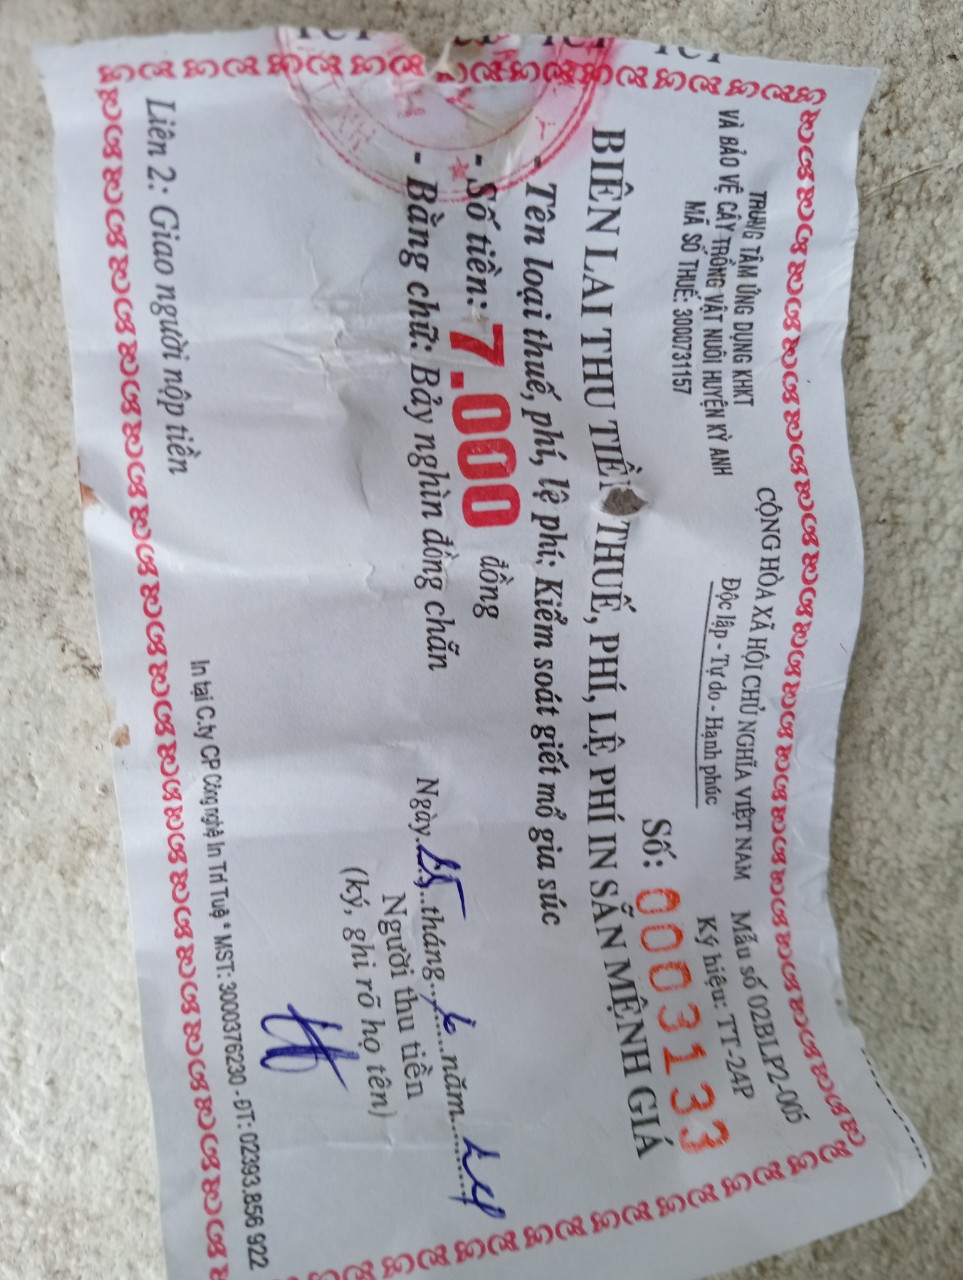 TRUNG TÂM ỨNG DỤNG KHKT
VÀ BẢO VỆ CÂY TRỒNG VẬT NUÔI HUYỆN KỲ ANH
MÃ SỐ THUẾ: 3000731157
CỘNG HÒA XÃ HỘI CHỦ NGHĨA VIỆT NAM
Độc lập - Tự do - Hạnh phúc
Mẫu số 02BLP2-005
Ký hiệu: TT-24P
Số: 0003133
BIÊN LAI THU TIỀN THUẾ, PHÍ, LỆ PHÍ IN SẴN MỆNH GIÁ
- Tên loại thuế, phí, lệ phí: Kiểm soát giết mổ gia súc
- Số tiền: 7.000 đồng
- Bằng chữ: Bảy nghìn đồng chẵn
Ngày.....tháng.....năm.....
Người thu tiền
(ký, ghi rõ họ tên)
Liên 2: Giao người nộp tiền
In tại C.ty CP Công nghệ In Trí Tuệ * MST: 3000376230 - ĐT: 02393.856 922